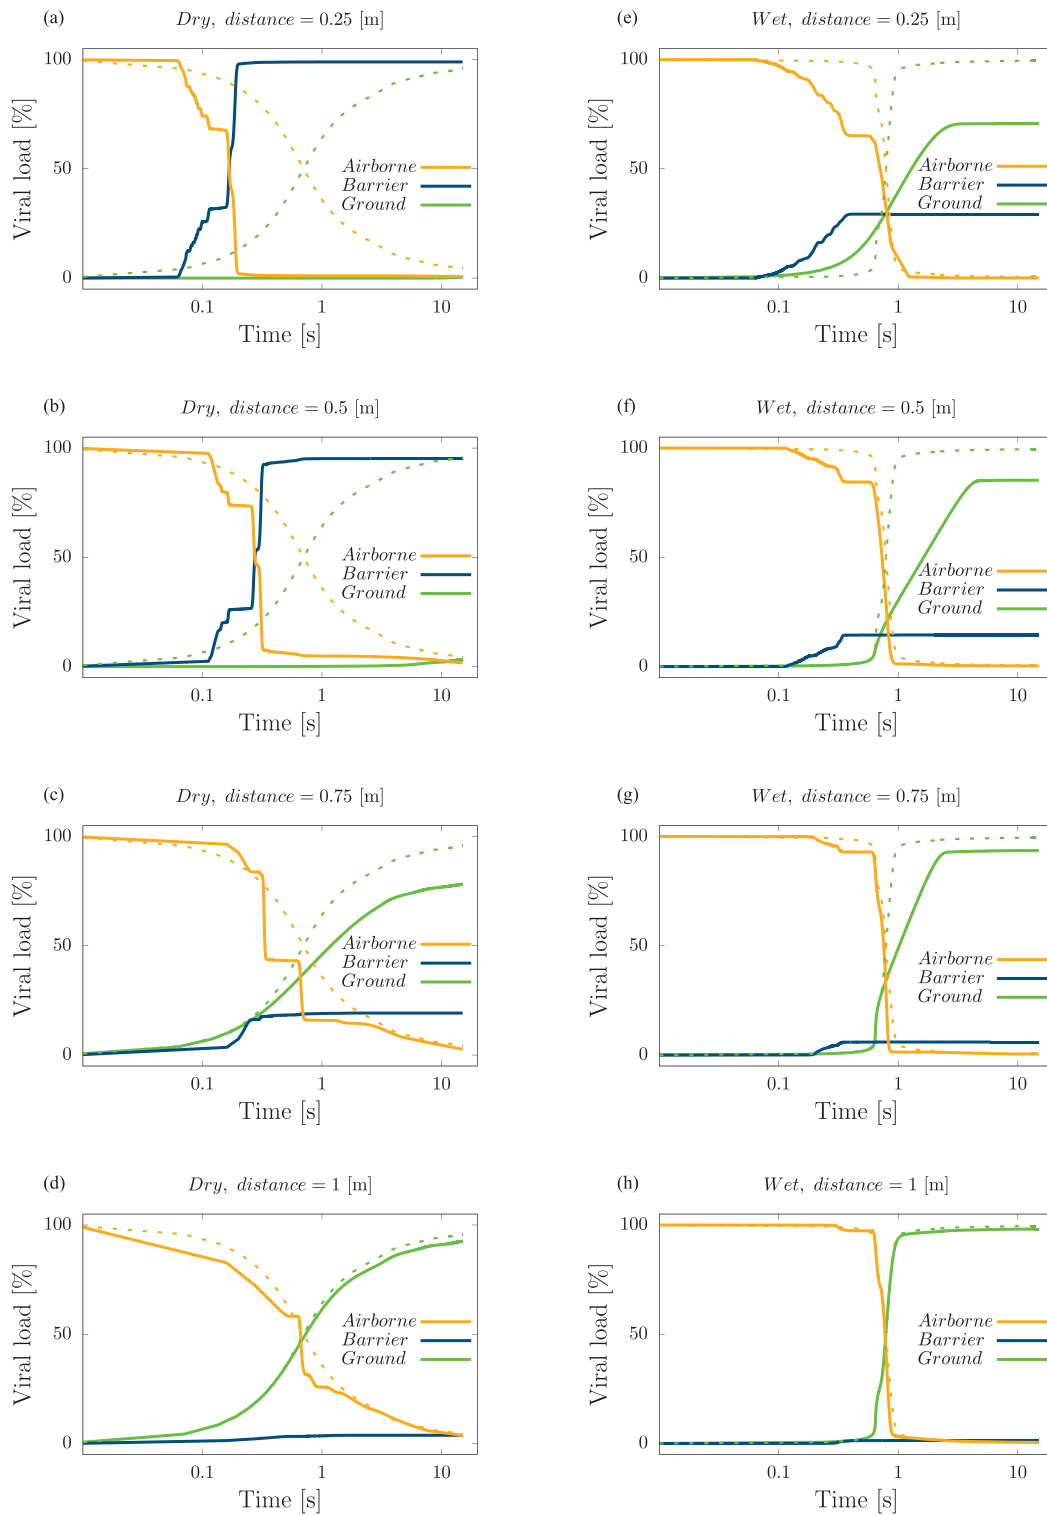 (a)
Dry, distance = 0.25 [m]
Viral load [%]
100
50
0
Airborne
Barrier
Ground
0.1
1
10
Time [s]
(e)
Wet, distance = 0.25 [m]
Viral load [%]
100
50
0
Airborne
Barrier
Ground
0.1
1
10
Time [s]
(b)
Dry, distance = 0.5 [m]
Viral load [%]
100
50
0
Airborne
Barrier
Ground
0.1
1
10
Time [s]
(f)
Wet, distance = 0.5 [m]
Viral load [%]
100
50
0
Airborne
Barrier
Ground
0.1
1
10
Time [s]
(c)
Dry, distance = 0.75 [m]
Viral load [%]
100
50
0
Airborne
Barrier
Ground
0.1
1
10
Time [s]
(g)
Wet, distance = 0.75 [m]
Viral load [%]
100
50
0
Airborne
Barrier
Ground
0.1
1
10
Time [s]
(d)
Dry, distance = 1 [m]
Viral load [%]
100
50
0
Airborne
Barrier
Ground
0.1
1
10
Time [s]
(h)
Wet, distance = 1 [m]
Viral load [%]
100
50
0
Airborne
Barrier
Ground
0.1
1
10
Time [s]